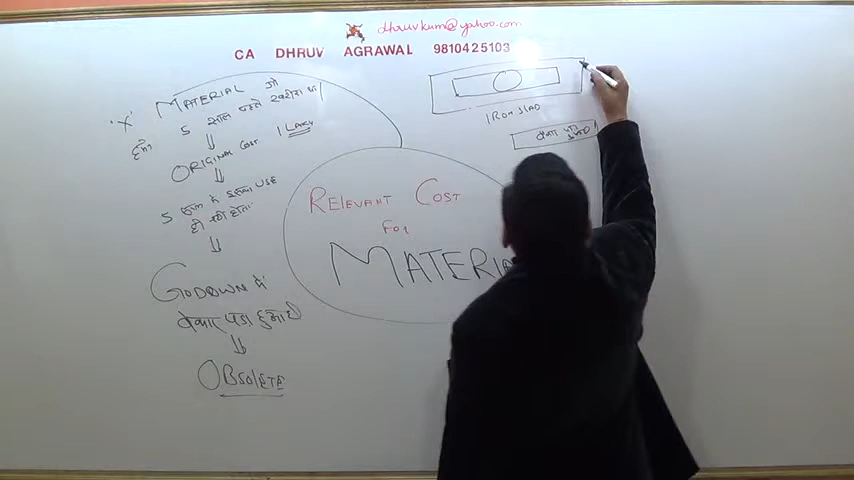 dhruvkum@yahoo.com
CA DHRUV AGRAWAL 9810425103
"X" MATERIAL जो
हमने 5 साल पहले खरीदा था
ORIGINAL COST 1 LAKH
5 साल से इसका USE
ही नहीं होता
GODOWN में
बेकार पड़ा हुआ है
OBSOLETE
RELEVANT COST
FOR
MATERIAL
IRON SLAB